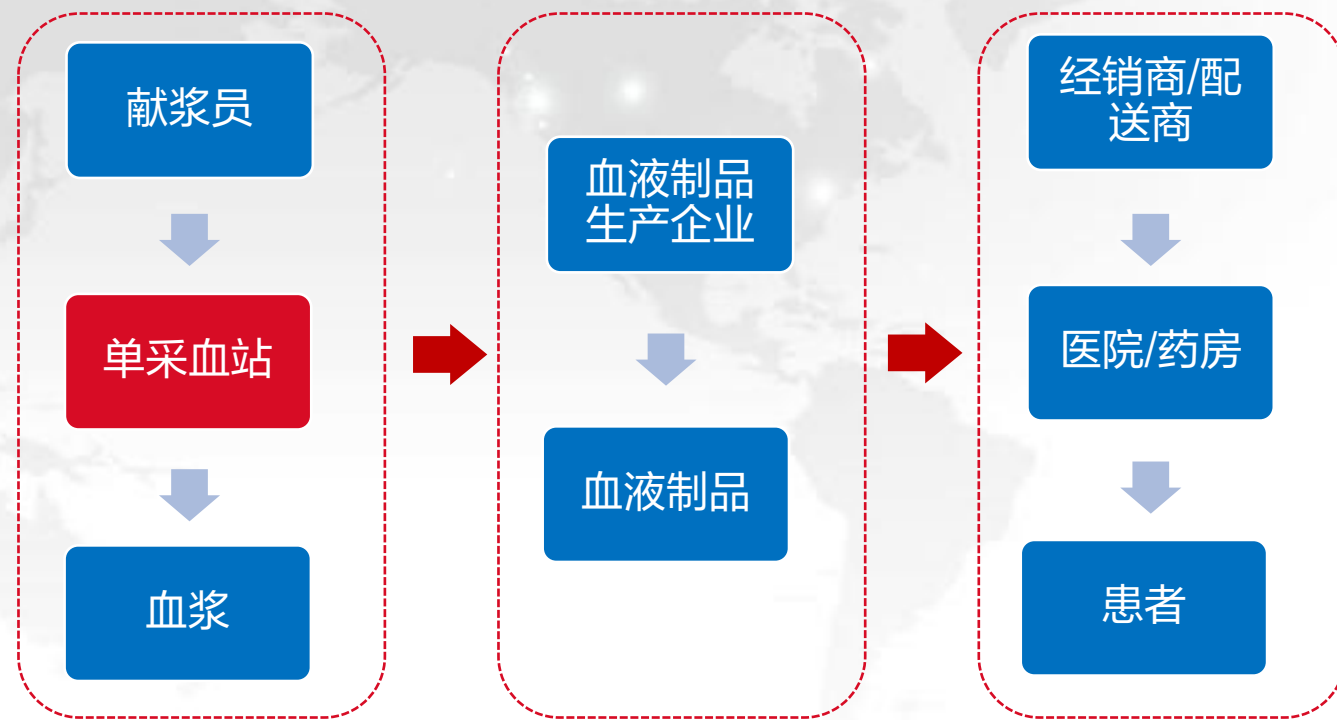 献浆员
单采血站
血浆
血液制品
生产企业
血液制品
经销商/配
送商
医院/药房
患者